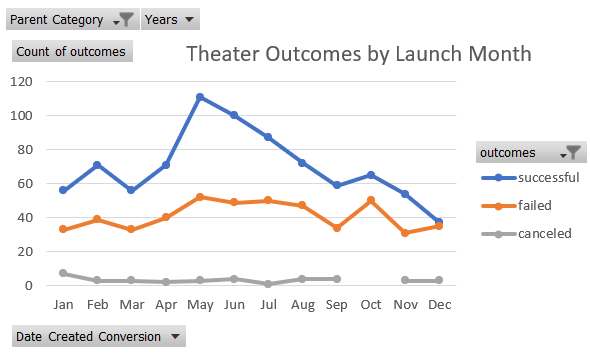 Parent Category Years
Count of outcomes
Theater Outcomes by Launch Month
120
100
80
60
40
20
0
Jan Feb Mar Apr May Jun Jul Aug Sep Oct Nov Dec
outcomes
successful
failed
canceled
Date Created Conversion